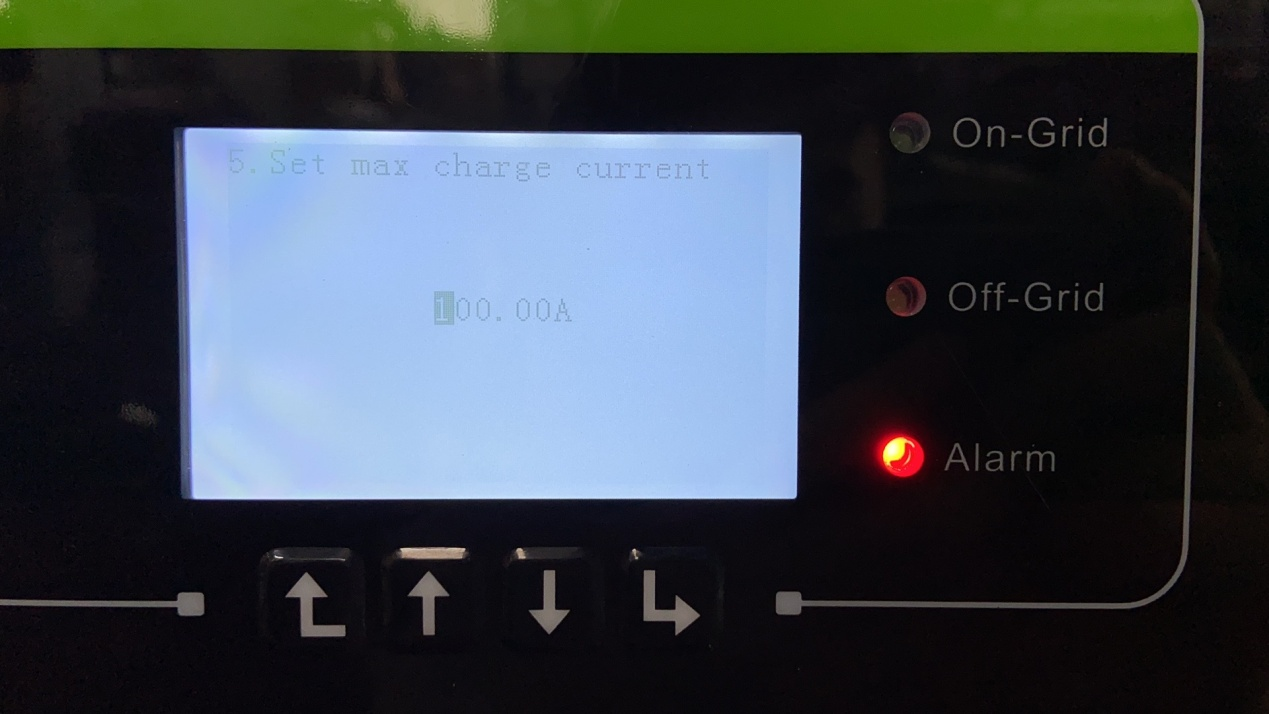 5.Set max charge current
100.00A
On-Grid
Off-Grid
Alarm